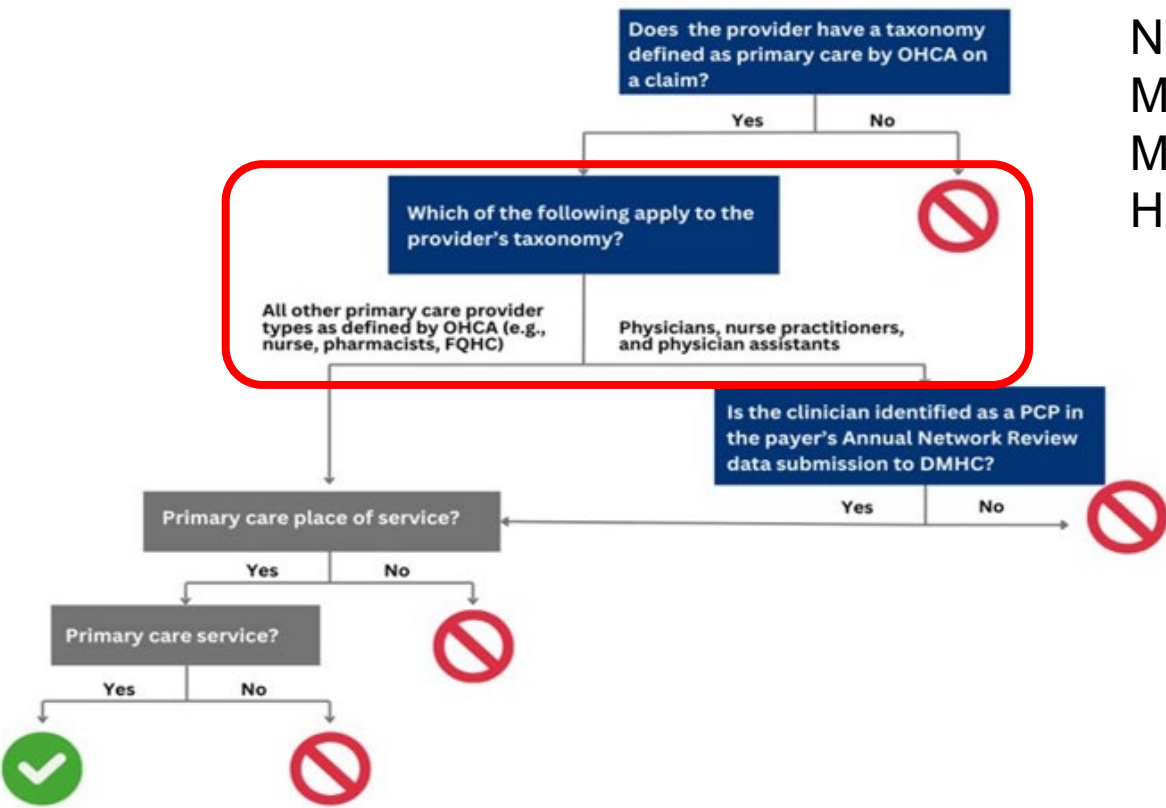 Does the provider have a taxonomy
defined as primary care by OHCA on
a claim?
Yes
No
Which of the following apply to the
provider's taxonomy?
All other primary care provider
types as defined by OHCA (e.g.,
nurse, pharmacists, FQHC)
Physicians, nurse practitioners,
and physician assistants
Is the clinician identified as a PCP in
the payer's Annual Network Review
data submission to DMHC?
Yes
No
Primary care place of service?
Yes
No
Primary care service?
Yes
No